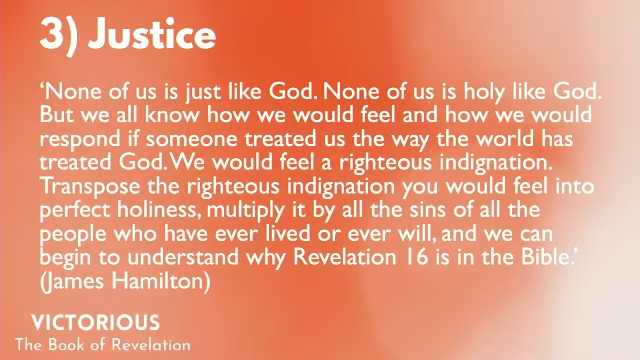 3) Justice
‘None of us is just like God. None of us is holy like God.
But we all know how we would feel and how we would
respond if someone treated us the way the world has
treated God. We would feel a righteous indignation.
Transpose the righteous indignation you would feel into
perfect holiness, multiply it by all the sins of all the
people who have ever lived or ever will, and we can
begin to understand why Revelation 16 is in the Bible.’
(James Hamilton)
VICTORIOUS
The Book of Revelation